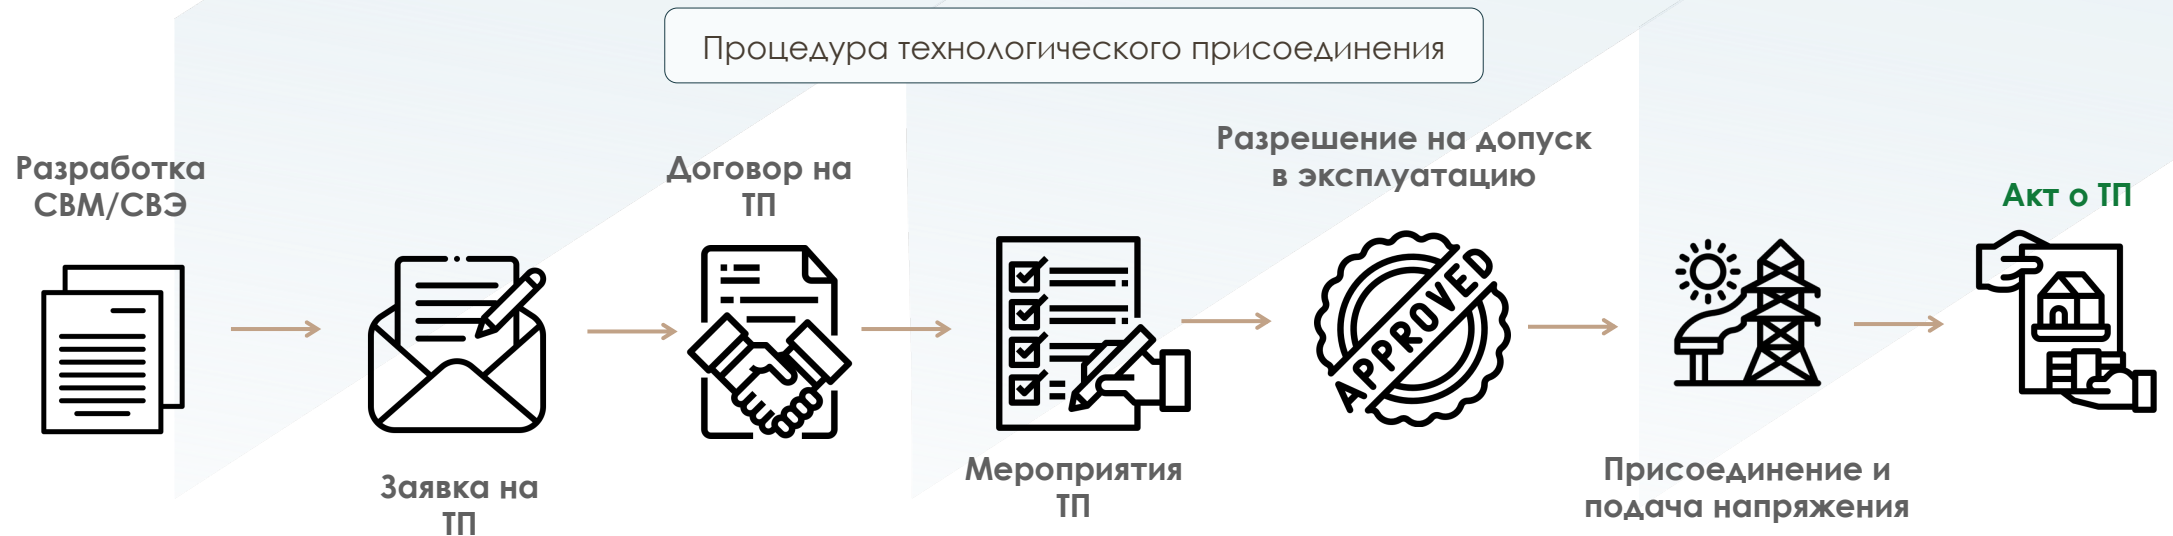 Процедура технологического присоединения
Разработка
СВМ/СВЭ
Заявка на
ТП
Договор на
ТП
Мероприятия
ТП
Разрешение на допуск
в эксплуатацию
APPROVED
Присоединение и
подача напряжения
Акт о ТП